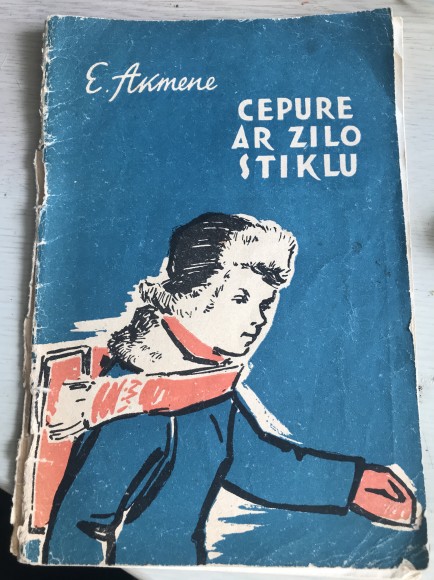 E. Akmene
CEPURE
AR ZILO
STIKLU